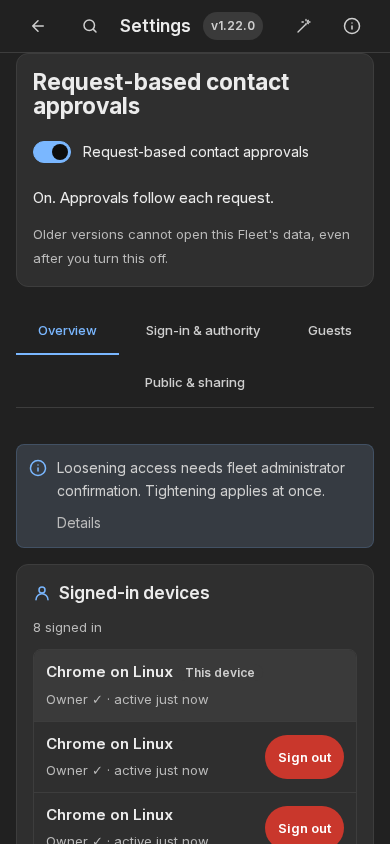 Settings v1.22.0
Request-based contact
approvals
Request-based contact approvals
On. Approvals follow each request.
Older versions cannot open this Fleet's data, even
after you turn this off.
Overview Sign-in & authority Guests
Public & sharing
Loosening access needs fleet administrator
confirmation. Tightening applies at once.
Details
Signed-in devices
8 signed in
Chrome on Linux This device
Owner ✓ · active just now
Chrome on Linux
Owner ✓ · active just now
Sign out
Chrome on Linux
Owner ✓ · active just now
Sign out